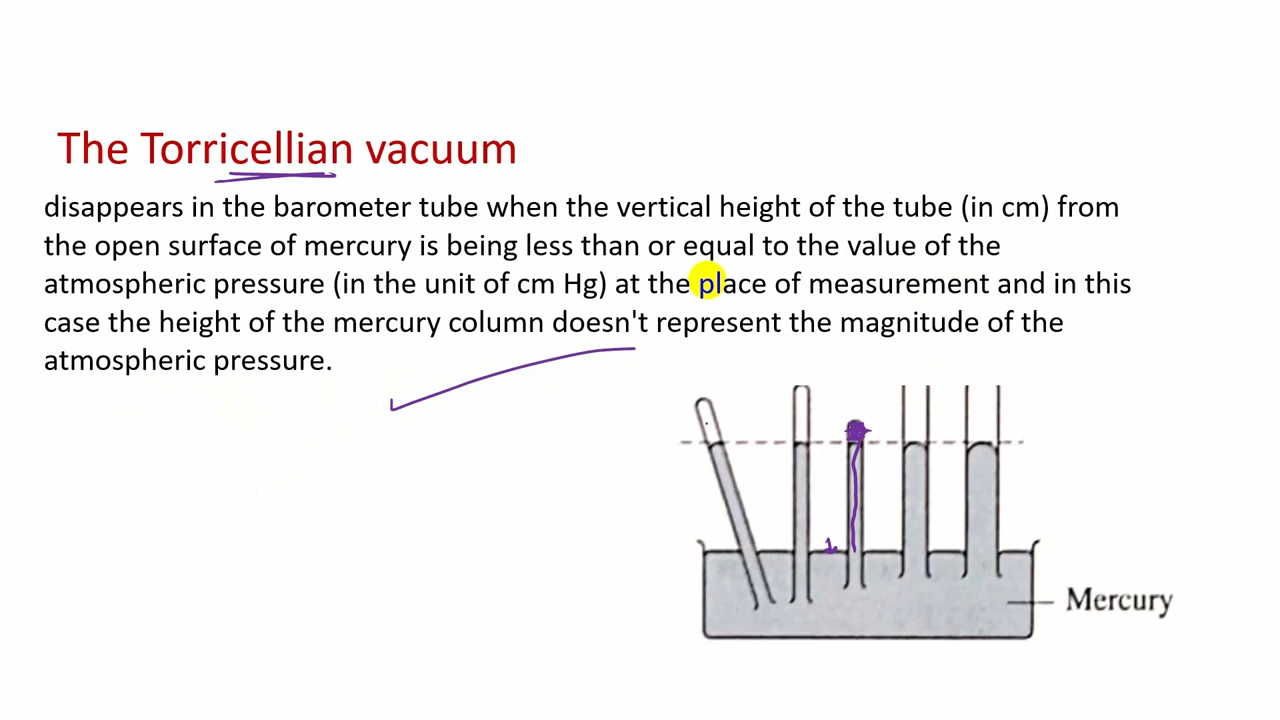 The Torricellian vacuum
disappears in the barometer tube when the vertical height of the tube (in cm) from
the open surface of mercury is being less than or equal to the value of the
atmospheric pressure (in the unit of cm Hg) at the place of measurement and in this
case the height of the mercury column doesn't represent the magnitude of the
atmospheric pressure.
Mercury